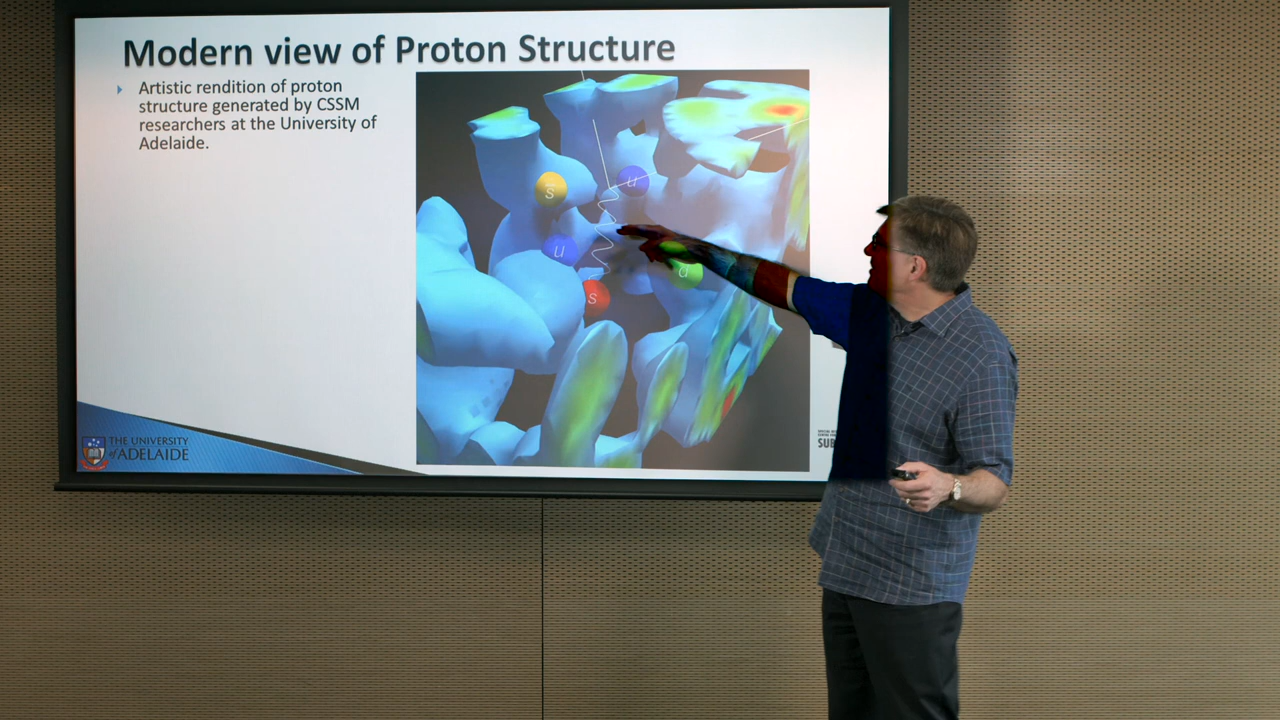 Modern view of Proton Structure
Artistic rendition of proton
structure generated by CSSM
researchers at the University of
Adelaide.
s̄
u
u
d
s
THE UNIVERSITY
of ADELAIDE
SUB